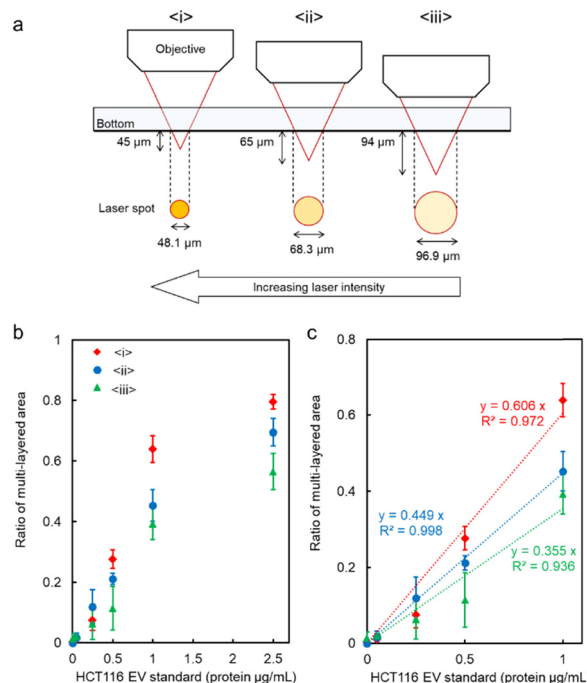 a
<i>
<ii>
<iii>
Objective
Bottom
45 μm
65 μm
94 μm
Laser spot
48.1 μm
68.3 μm
96.9 μm
Increasing laser intensity
b
<i>
<ii>
<iii>
Ratio of multi-layered area
1
0.8
0.6
0.4
0.2
0
0 0.5 1.0 1.5 2.0 2.5
HCT116 EV standard (protein μg/mL)
c
Ratio of multi-layered area
0.8
0.6
0.4
0.2
0
y = 0.606 x
R² = 0.972
y = 0.449 x
R² = 0.998
y = 0.355 x
R² = 0.936
0 0.5 1
HCT116 EV standard (protein μg/mL)